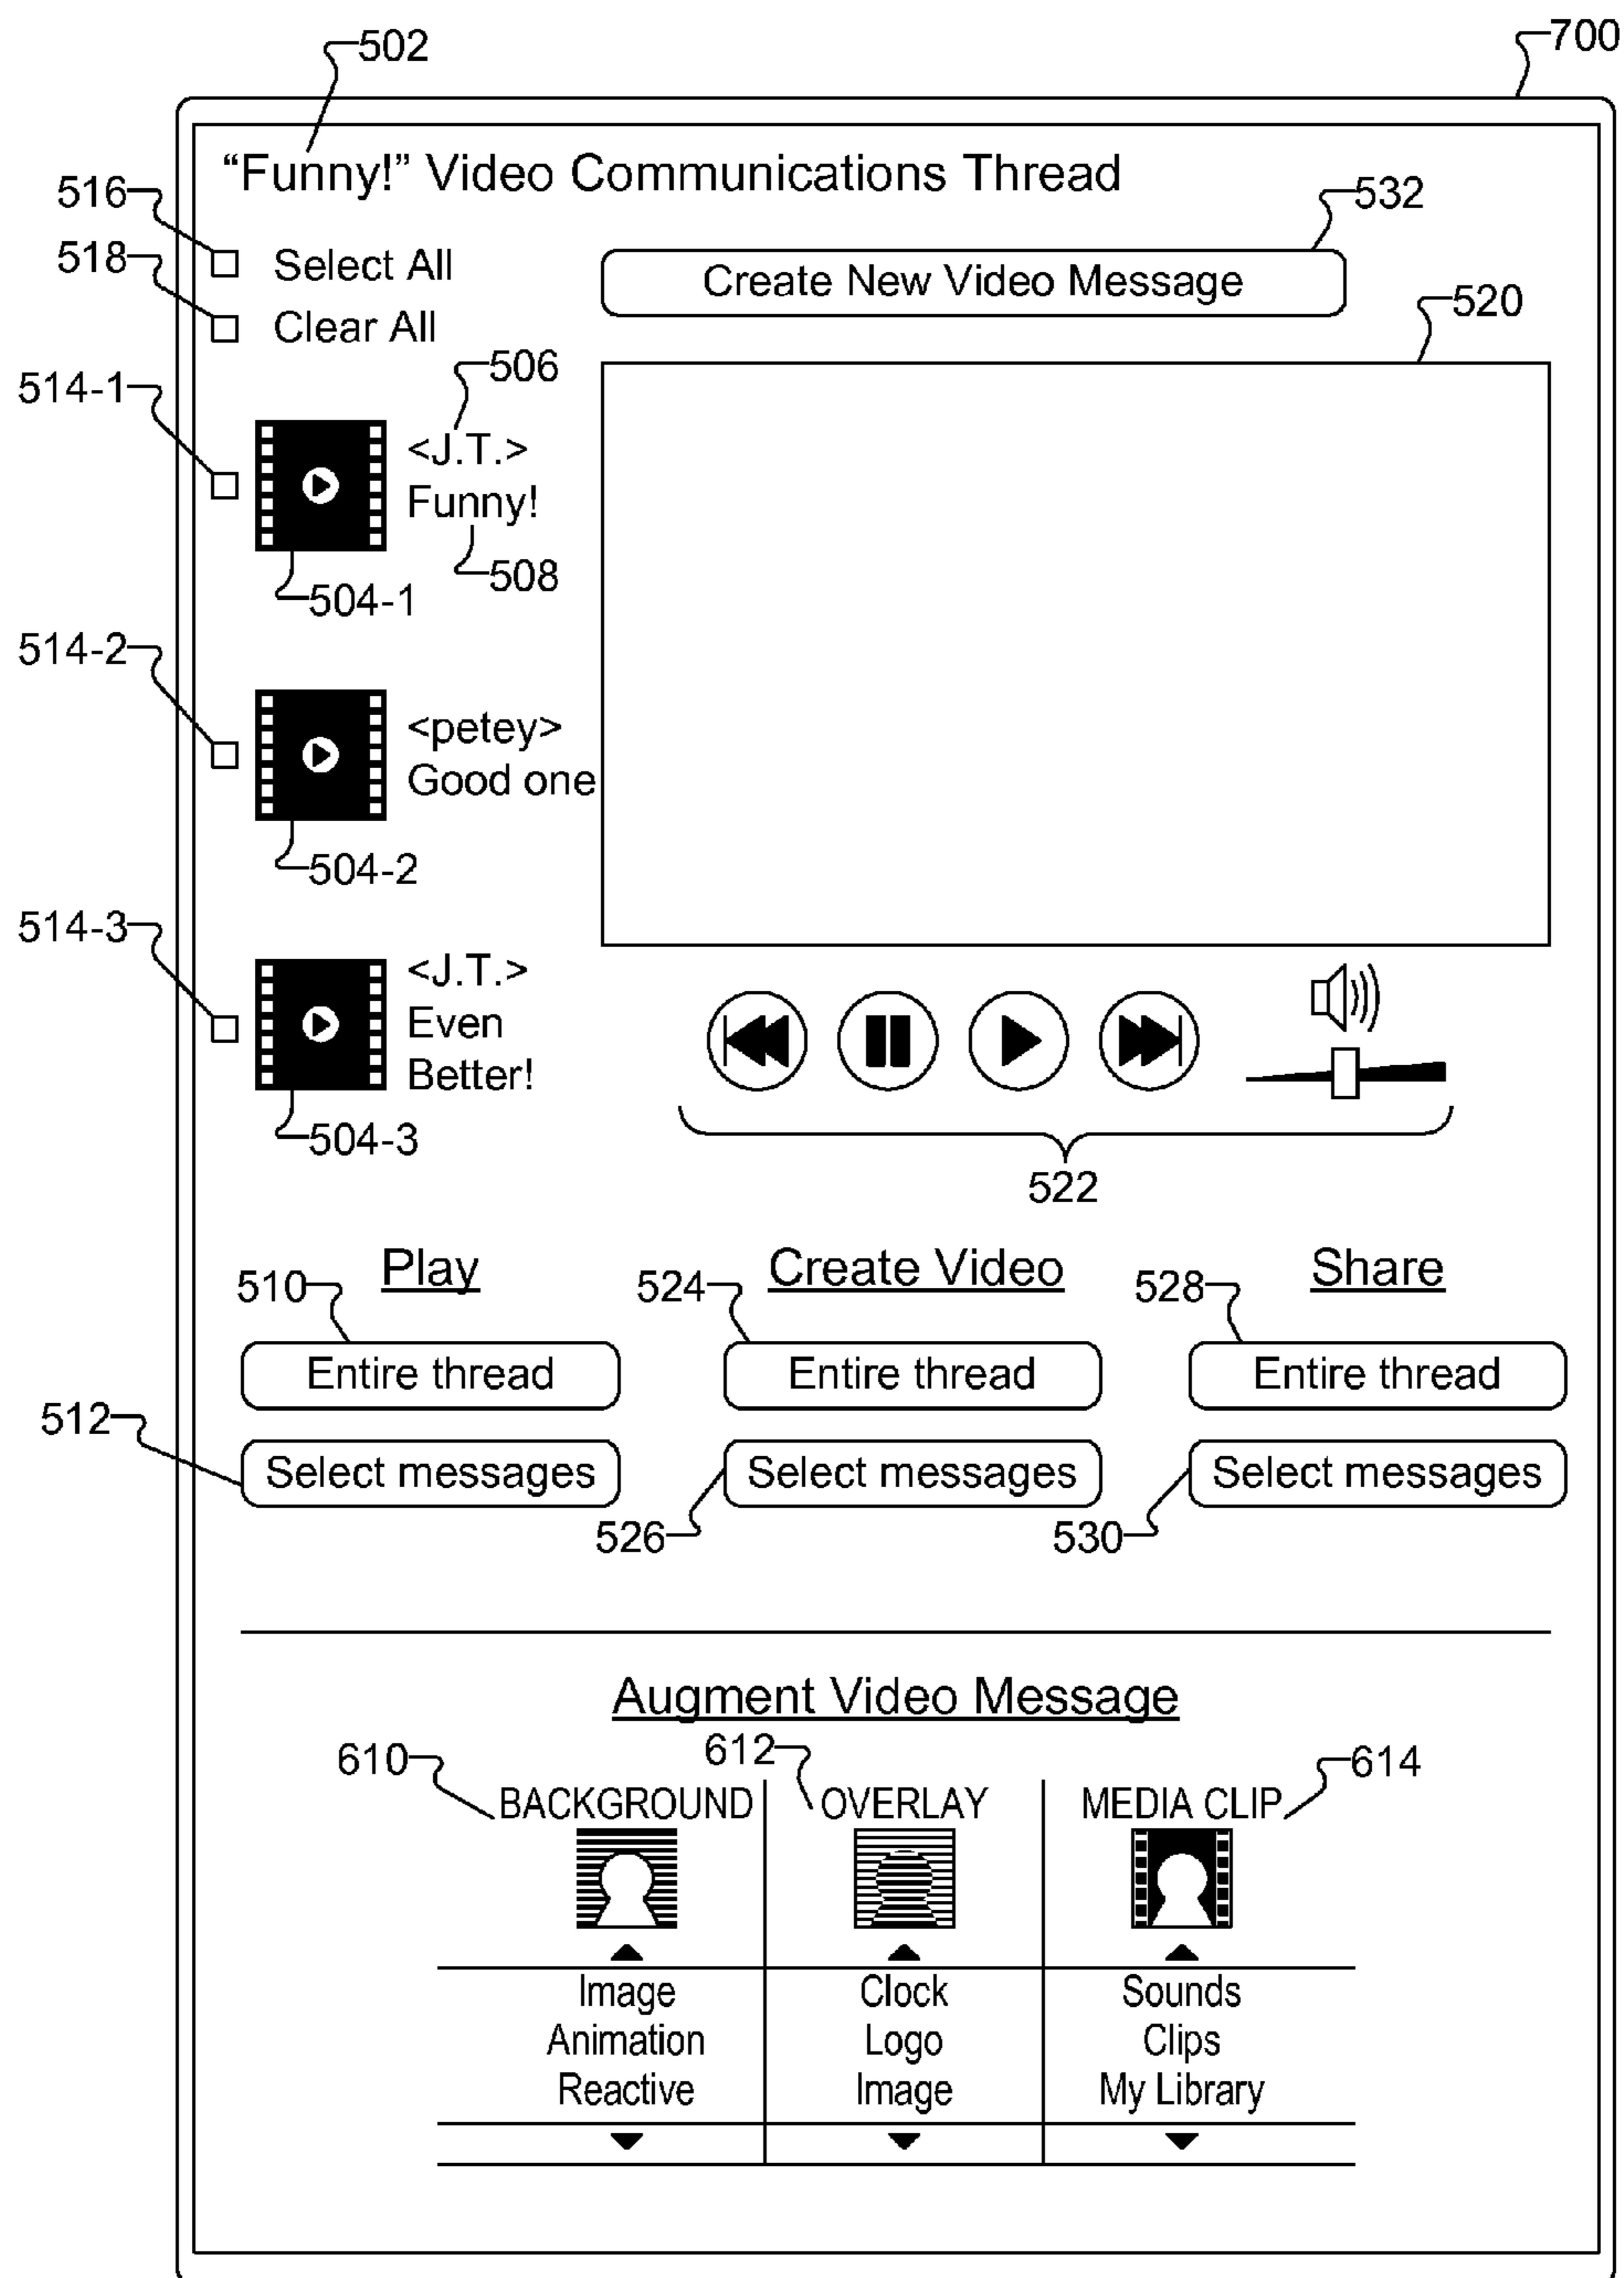 502
700
“Funny!” Video Communications Thread
516
532
518
Select All
Create New Video Message
Clear All
520
506
514-1
<J.T.>
Funny!
508
504-1
514-2
<petey>
Good one
504-2
514-3
<J.T.>
Even
Better!
504-3
522
Play
Create Video
Share
510
524
528
Entire thread
Entire thread
Entire thread
512
Select messages
Select messages
Select messages
526
530
Augment Video Message
610
612
614
BACKGROUND
OVERLAY
MEDIA CLIP
Image
Clock
Sounds
Animation
Logo
Clips
Reactive
Image
My Library